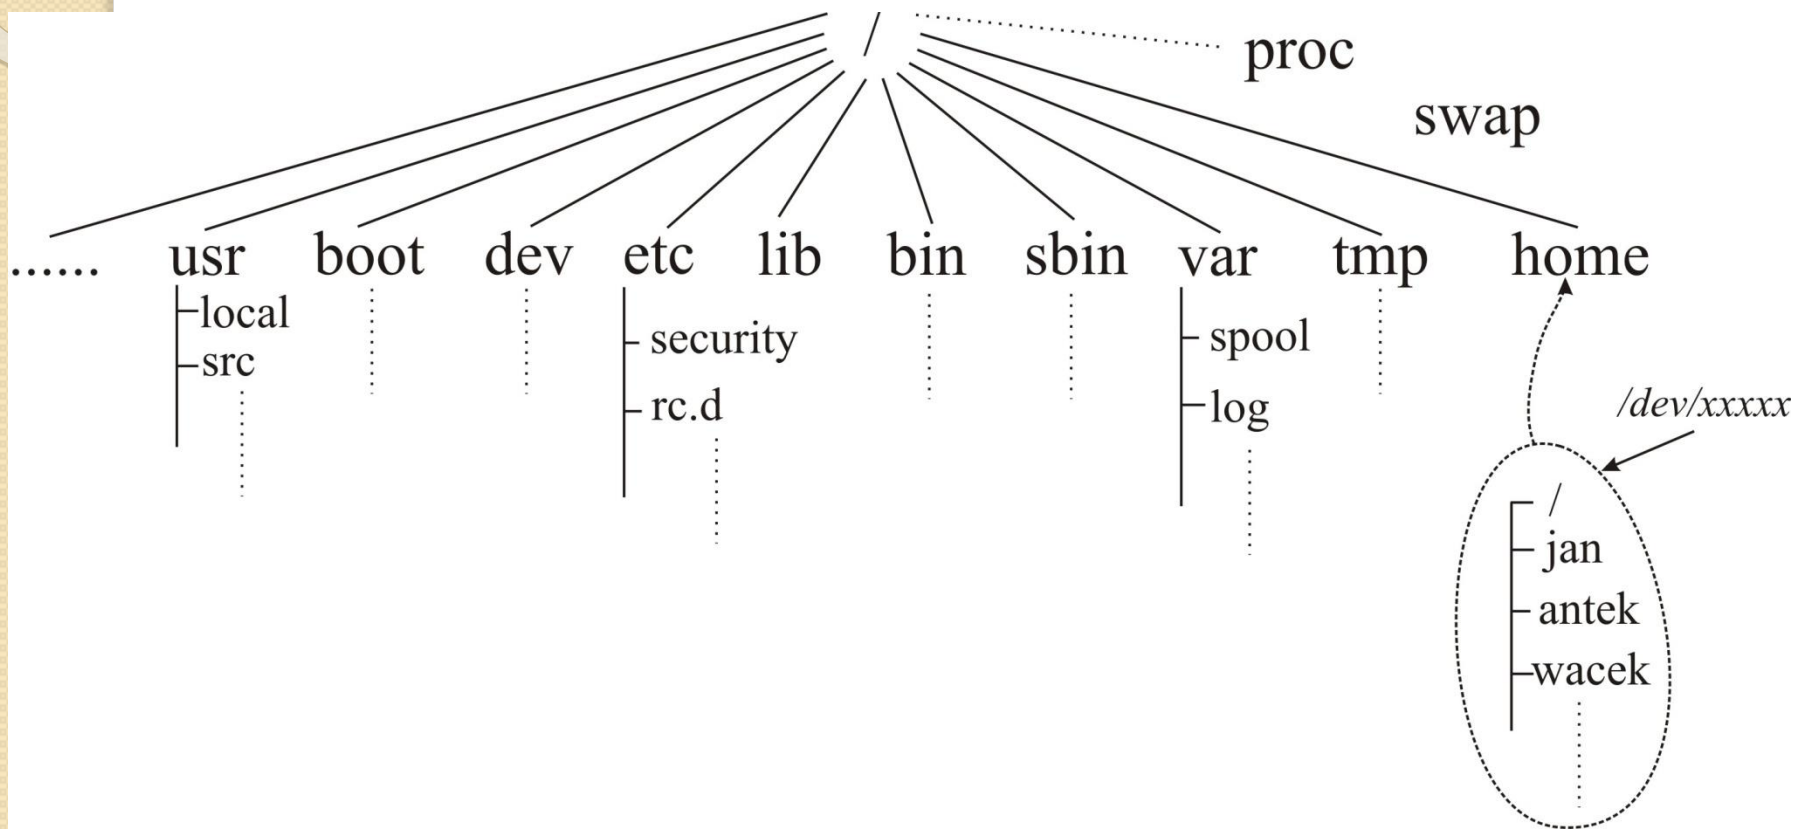 /
proc
swap
...... usr boot dev etc lib bin sbin var tmp home
local
src
security
rc.d
spool
log
/dev/xxxxx
/
jan
antek
wacek